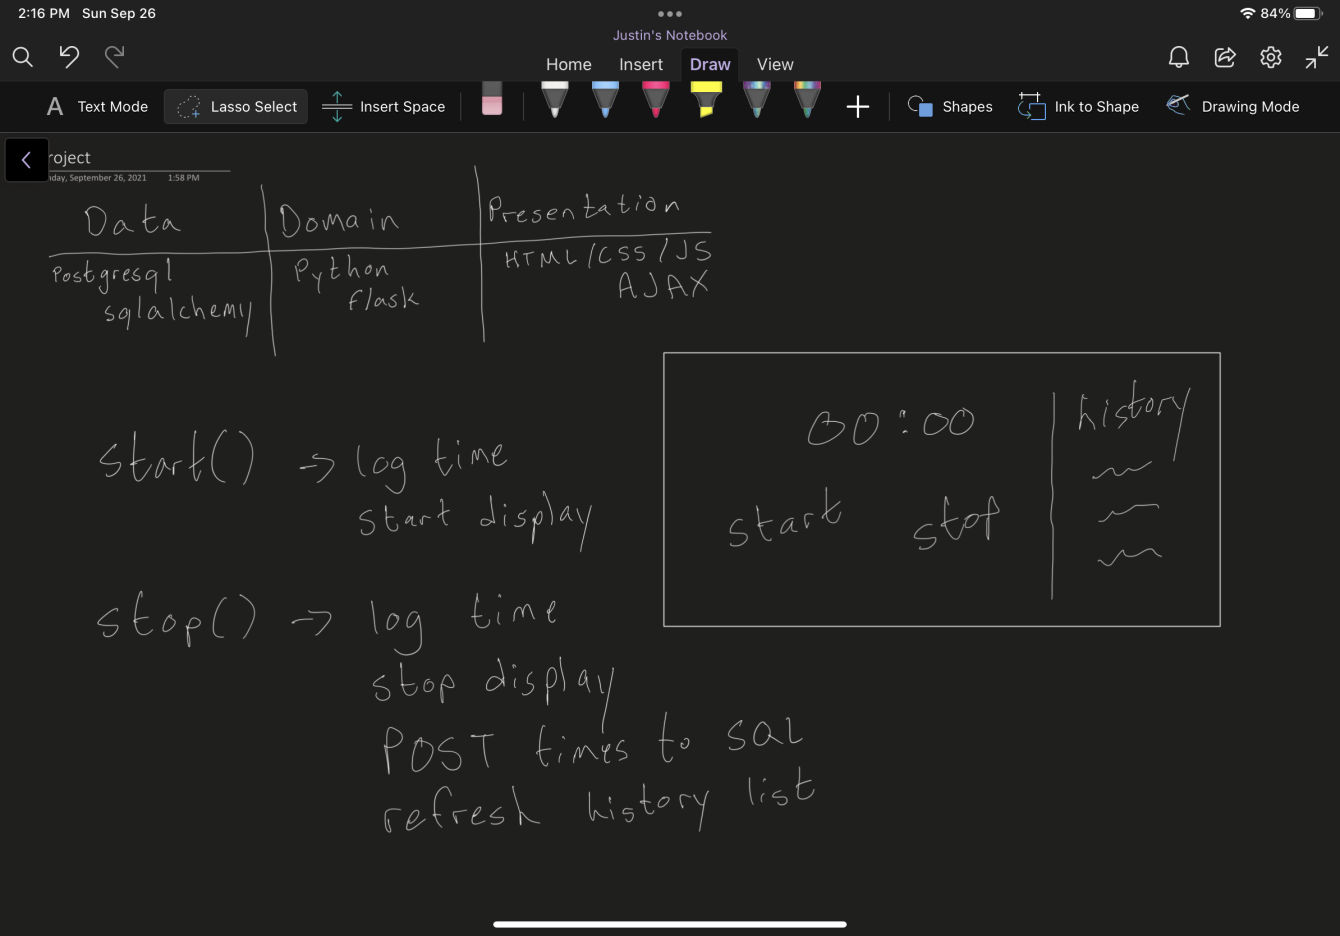 2:16 PM Sun Sep 26
84%
Justin's Notebook
Home Insert Draw View
Text Mode Lasso Select Insert Space Shapes Ink to Shape Drawing Mode
roject
day, September 26, 2021 1:58 PM
Data Domain Presentation
Postgresql Python HTML/CSS/JS
sqlalchemy flask AJAX
start() -> log time
start display
stop() -> log time
stop display
POST times to SQL
refresh history list
00:00
start stop
history